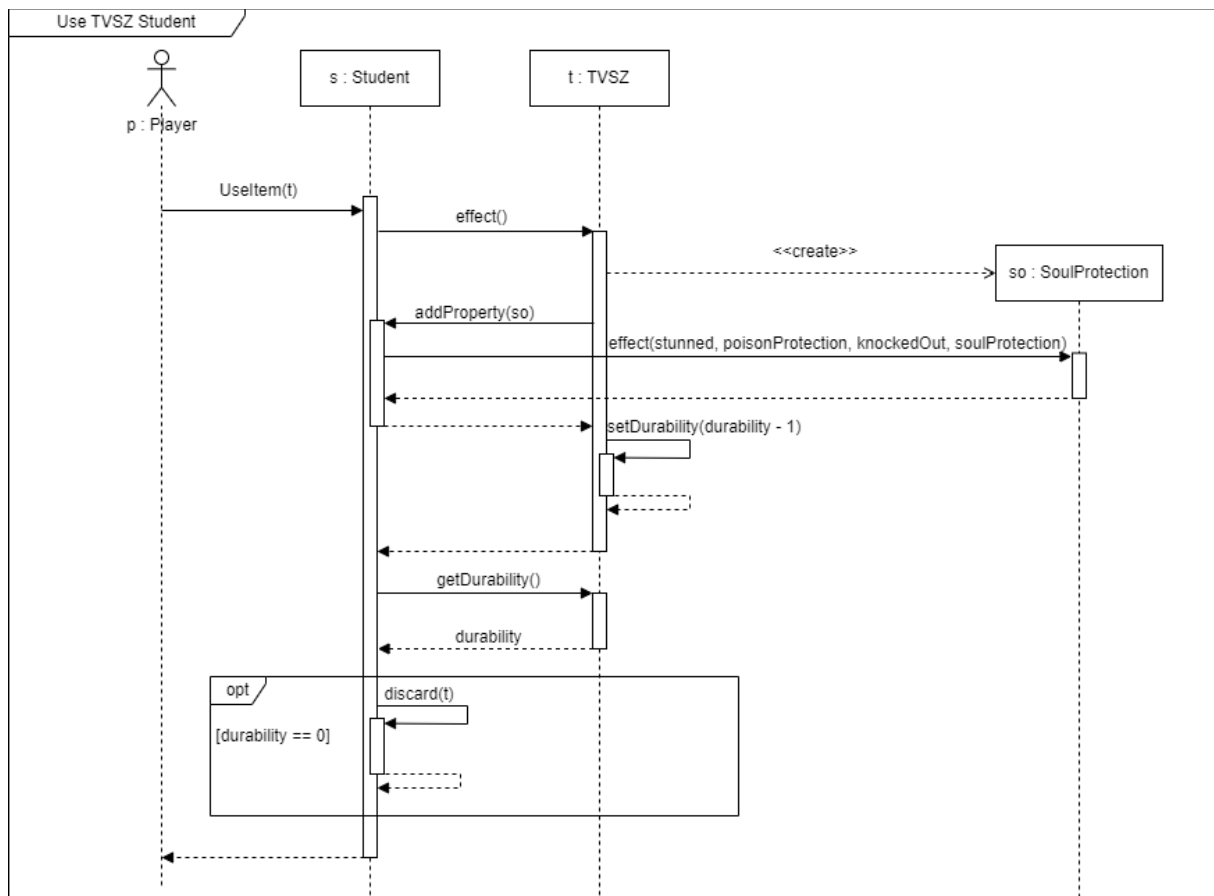 Use TVSZ Student
s : Student
t : TVSZ
p : Player
UseItem(t)
effect()
<<create>>
so : SoulProtection
addProperty(so)
effect(stunned, poisonProtection, knockedOut, soulProtection)
setDurability(durability - 1)
getDurability()
durability
opt
discard(t)
[durability == 0]